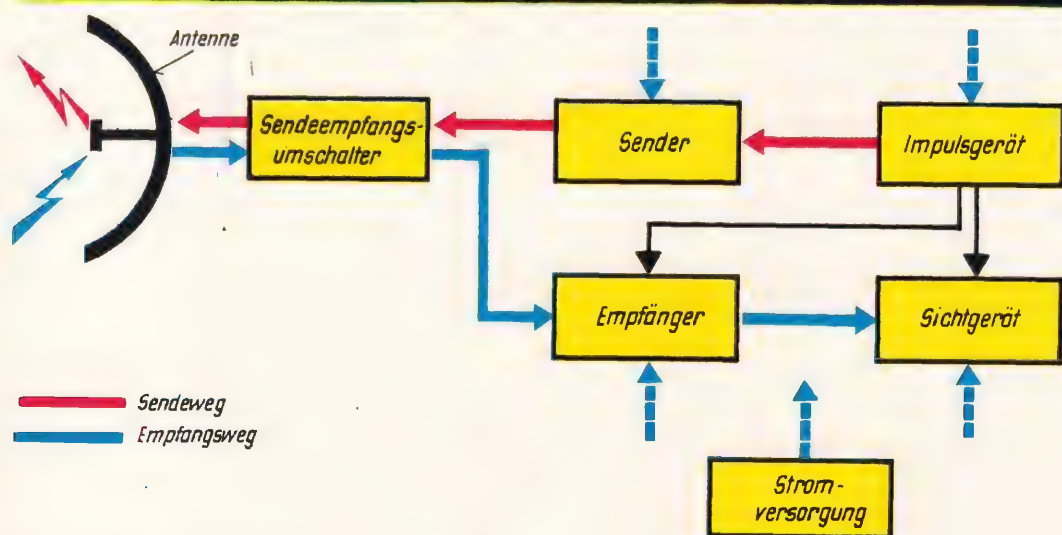 Antenne
Sendeempfangs-
umschalter
Sender
Impulsgerät
Empfänger
Sichtgerät
Sendeweg
Empfangsweg
Strom-
versorgung